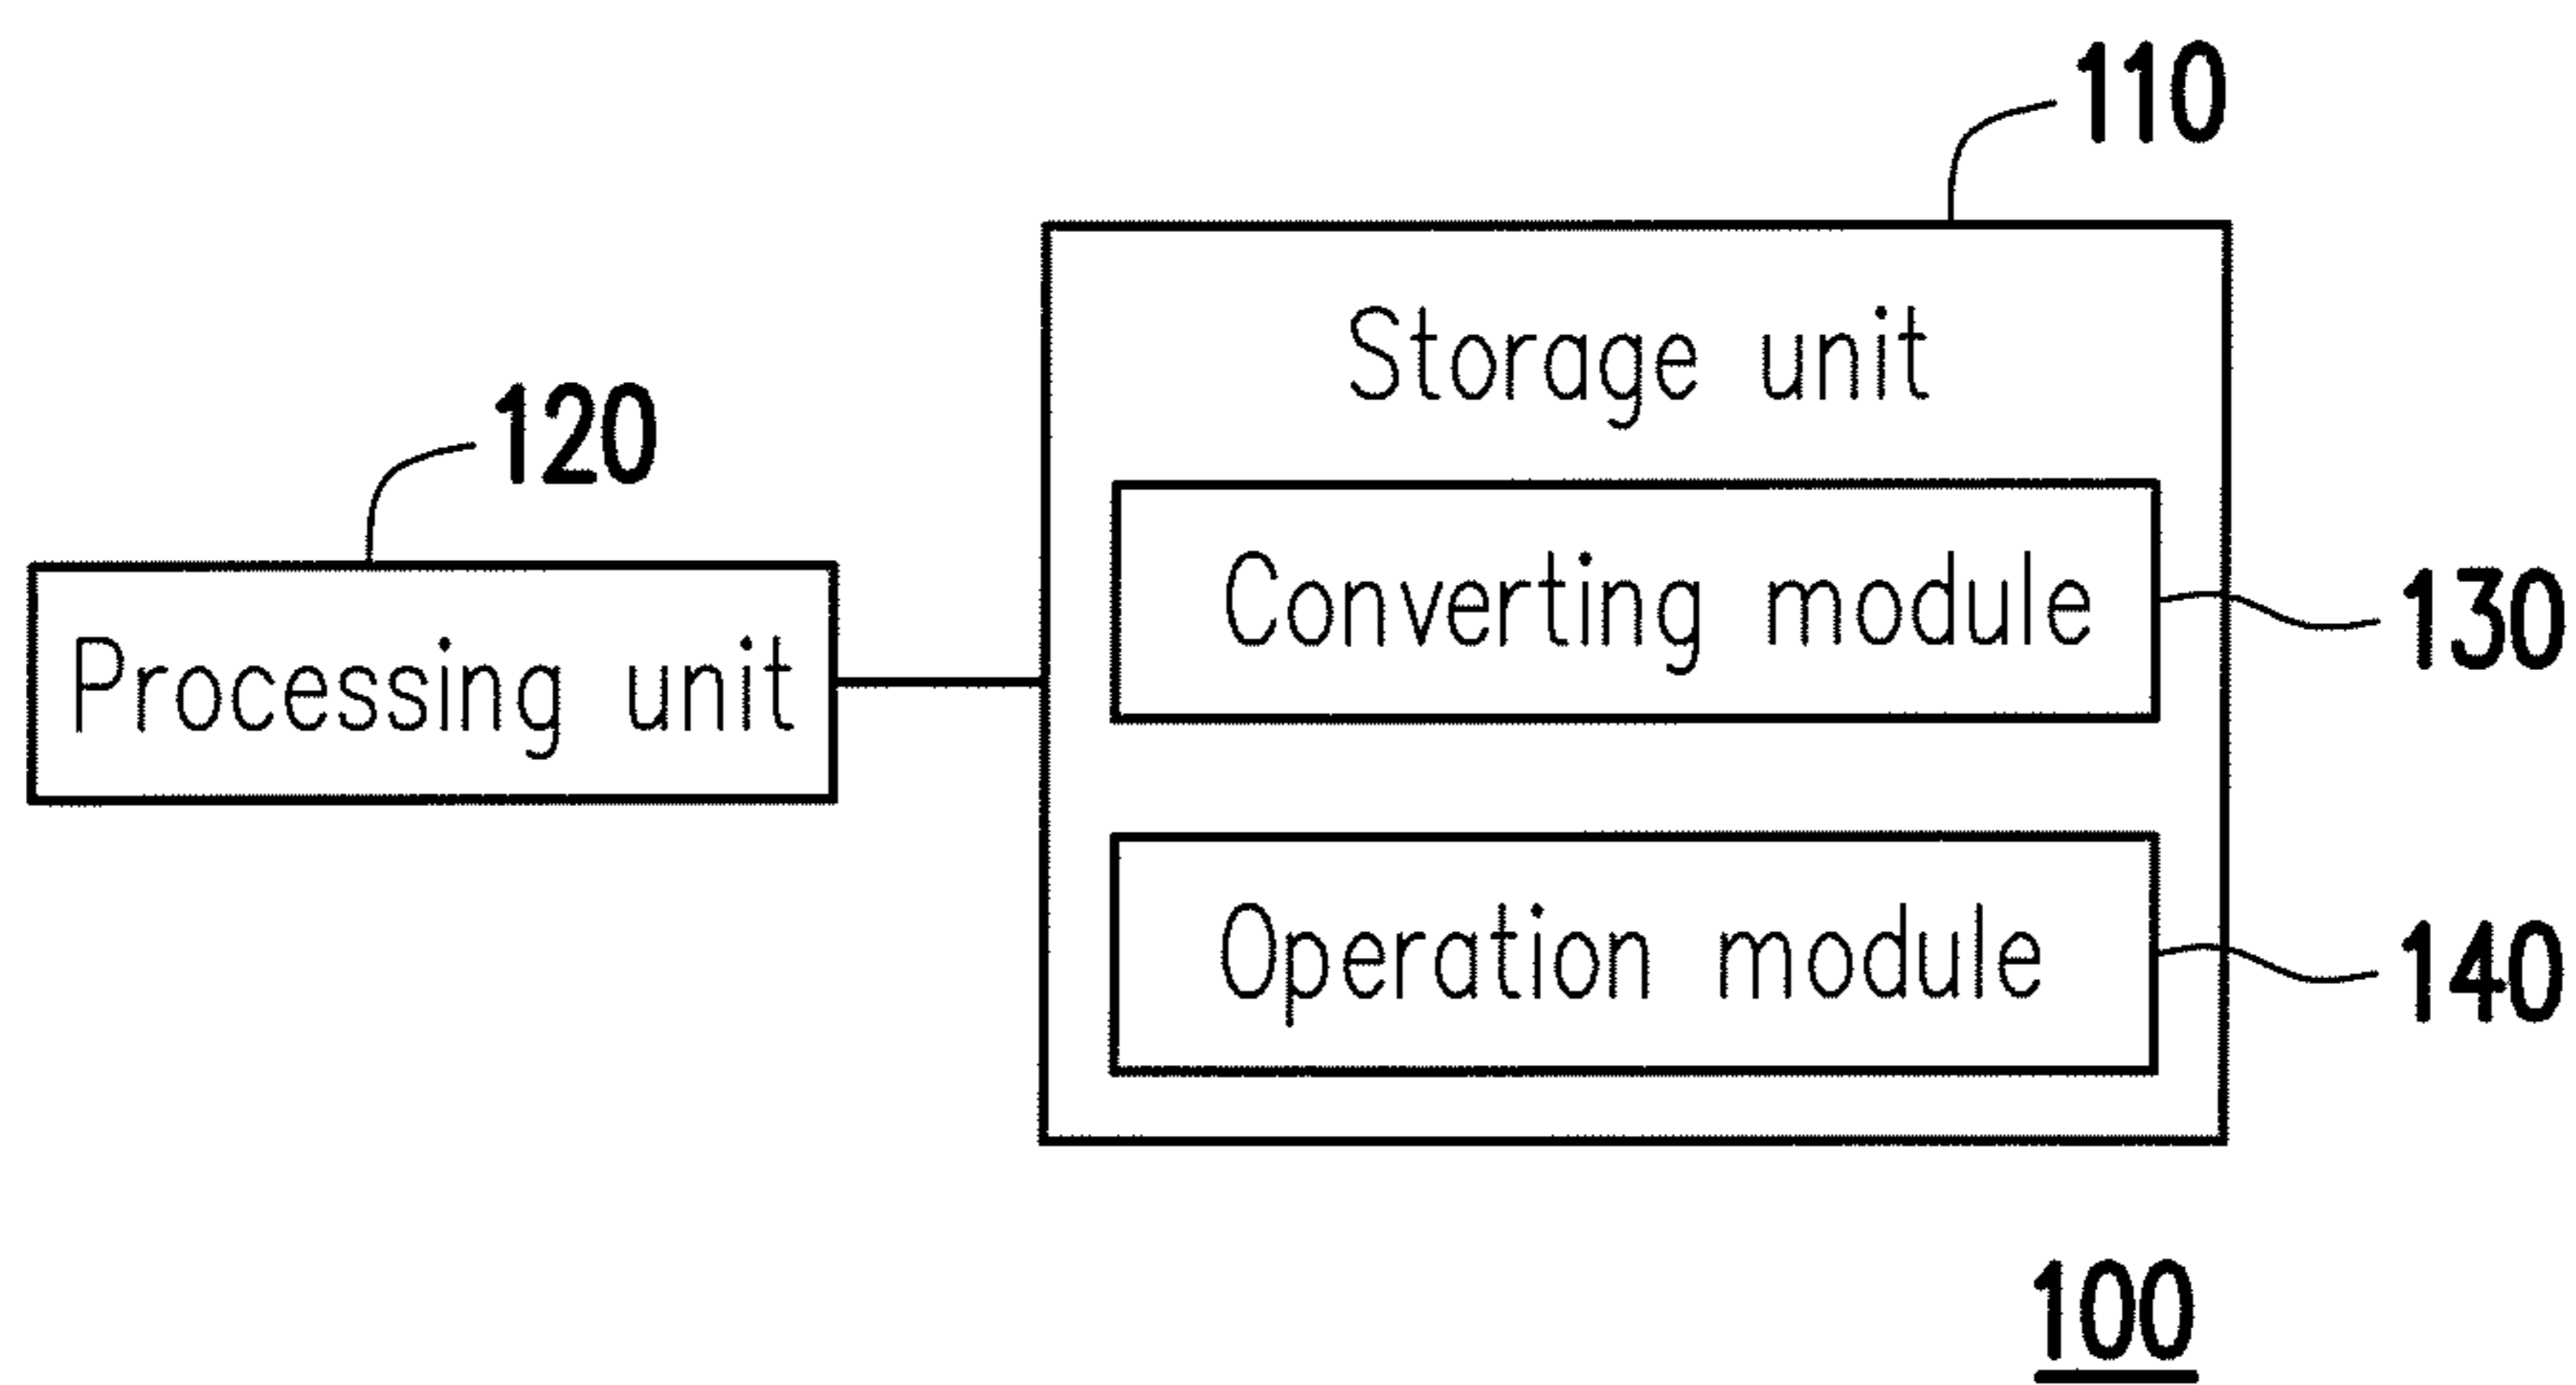 110
Storage unit
120
Converting module
130
Processing unit
Operation module
140
100